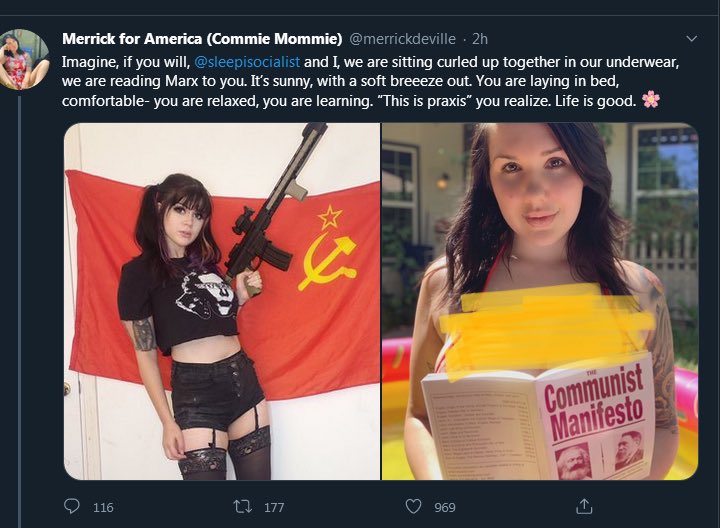 Merrick for America (Commie Mommie) @merrickdeville · 2h
Imagine, if you will, @sleepisocialist and I, we are sitting curled up together in our underwear,
we are reading Marx to you. It's sunny, with a soft breeeze out. You are laying in bed,
comfortable- you are relaxed, you are learning. "This is praxis" you realize. Life is good. 🌸
THE
Communist
Manifesto
116
177
969